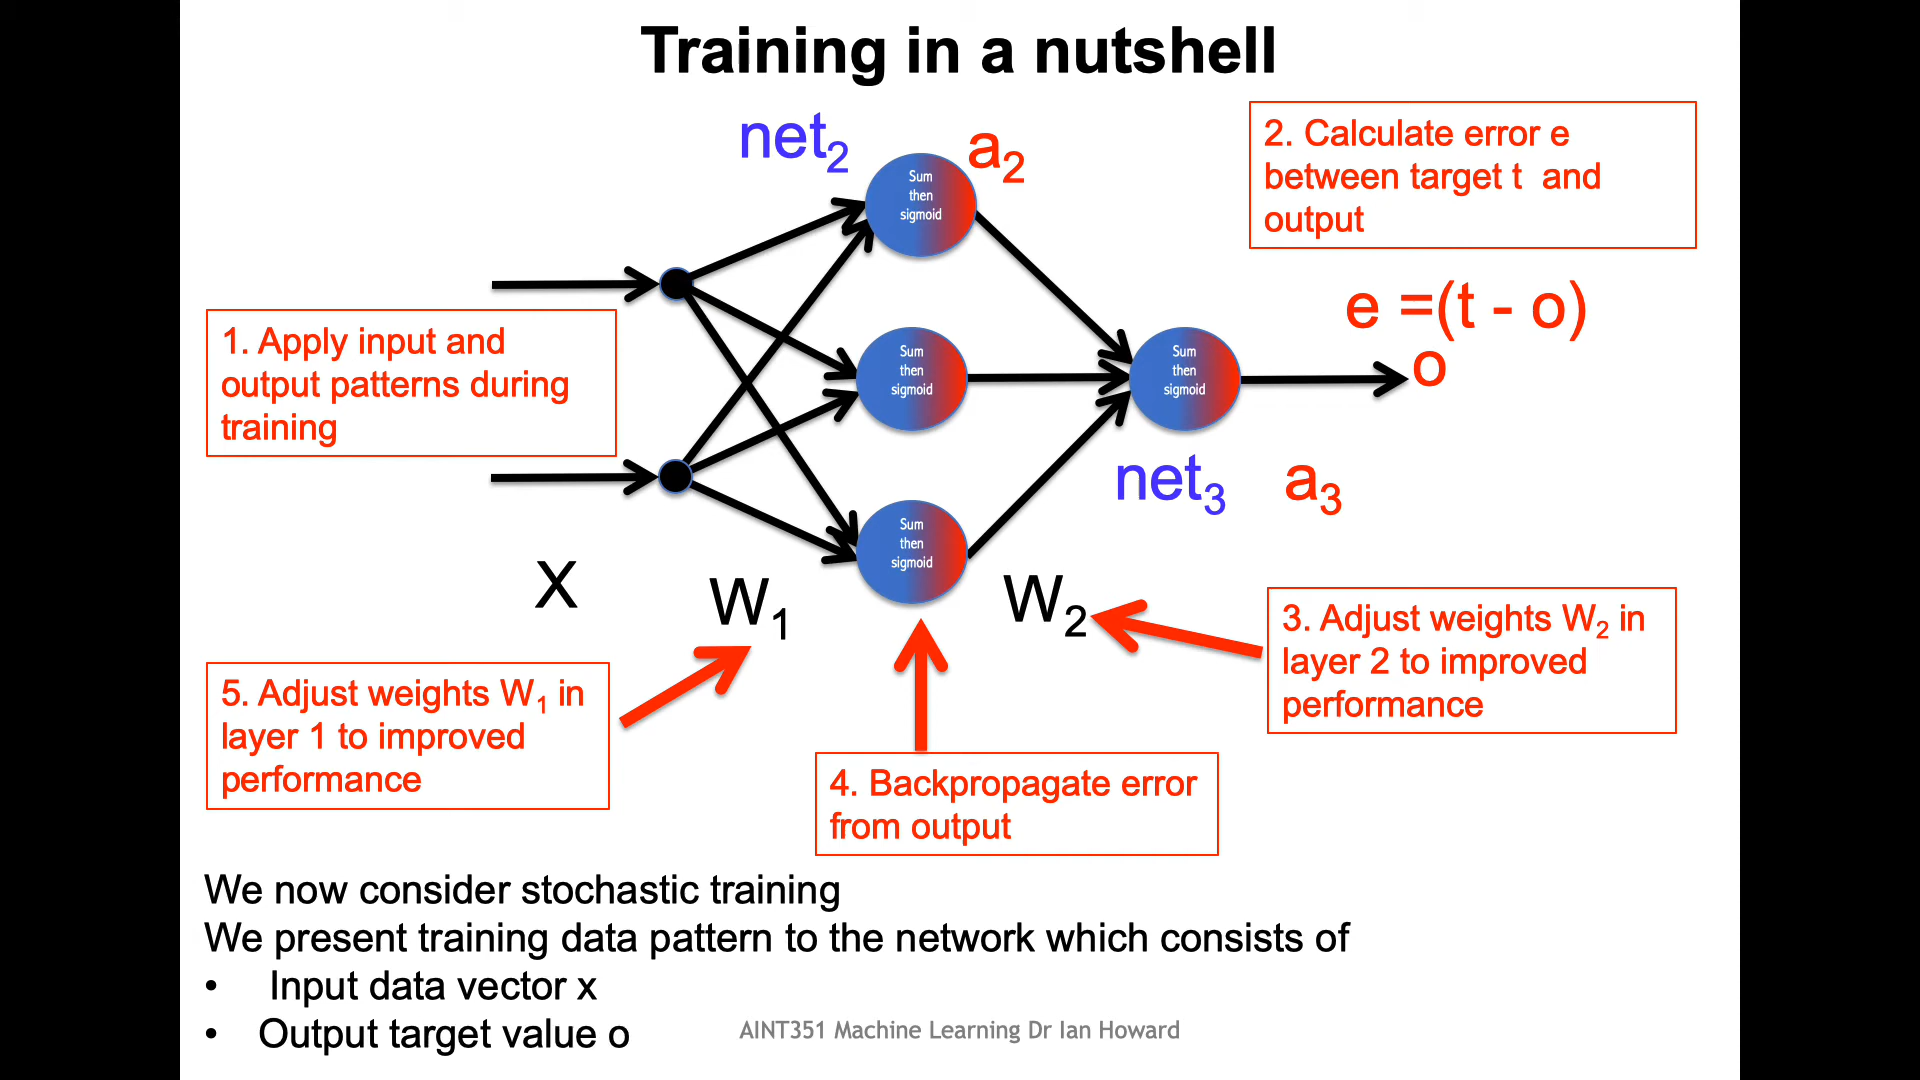 Training in a nutshell
net2
a2
2. Calculate error e
between target t and
output
Sum
then
sigmoid
e =(t - o)
o
1. Apply input and
output patterns during
training
Sum
then
sigmoid
Sum
then
sigmoid
net3
a3
Sum
then
sigmoid
X
W1
W2
3. Adjust weights W2 in
layer 2 to improved
performance
5. Adjust weights W1 in
layer 1 to improved
performance
4. Backpropagate error
from output
We now consider stochastic training
We present training data pattern to the network which consists of
• Input data vector x
• Output target value o
AINT351 Machine Learning Dr Ian Howard